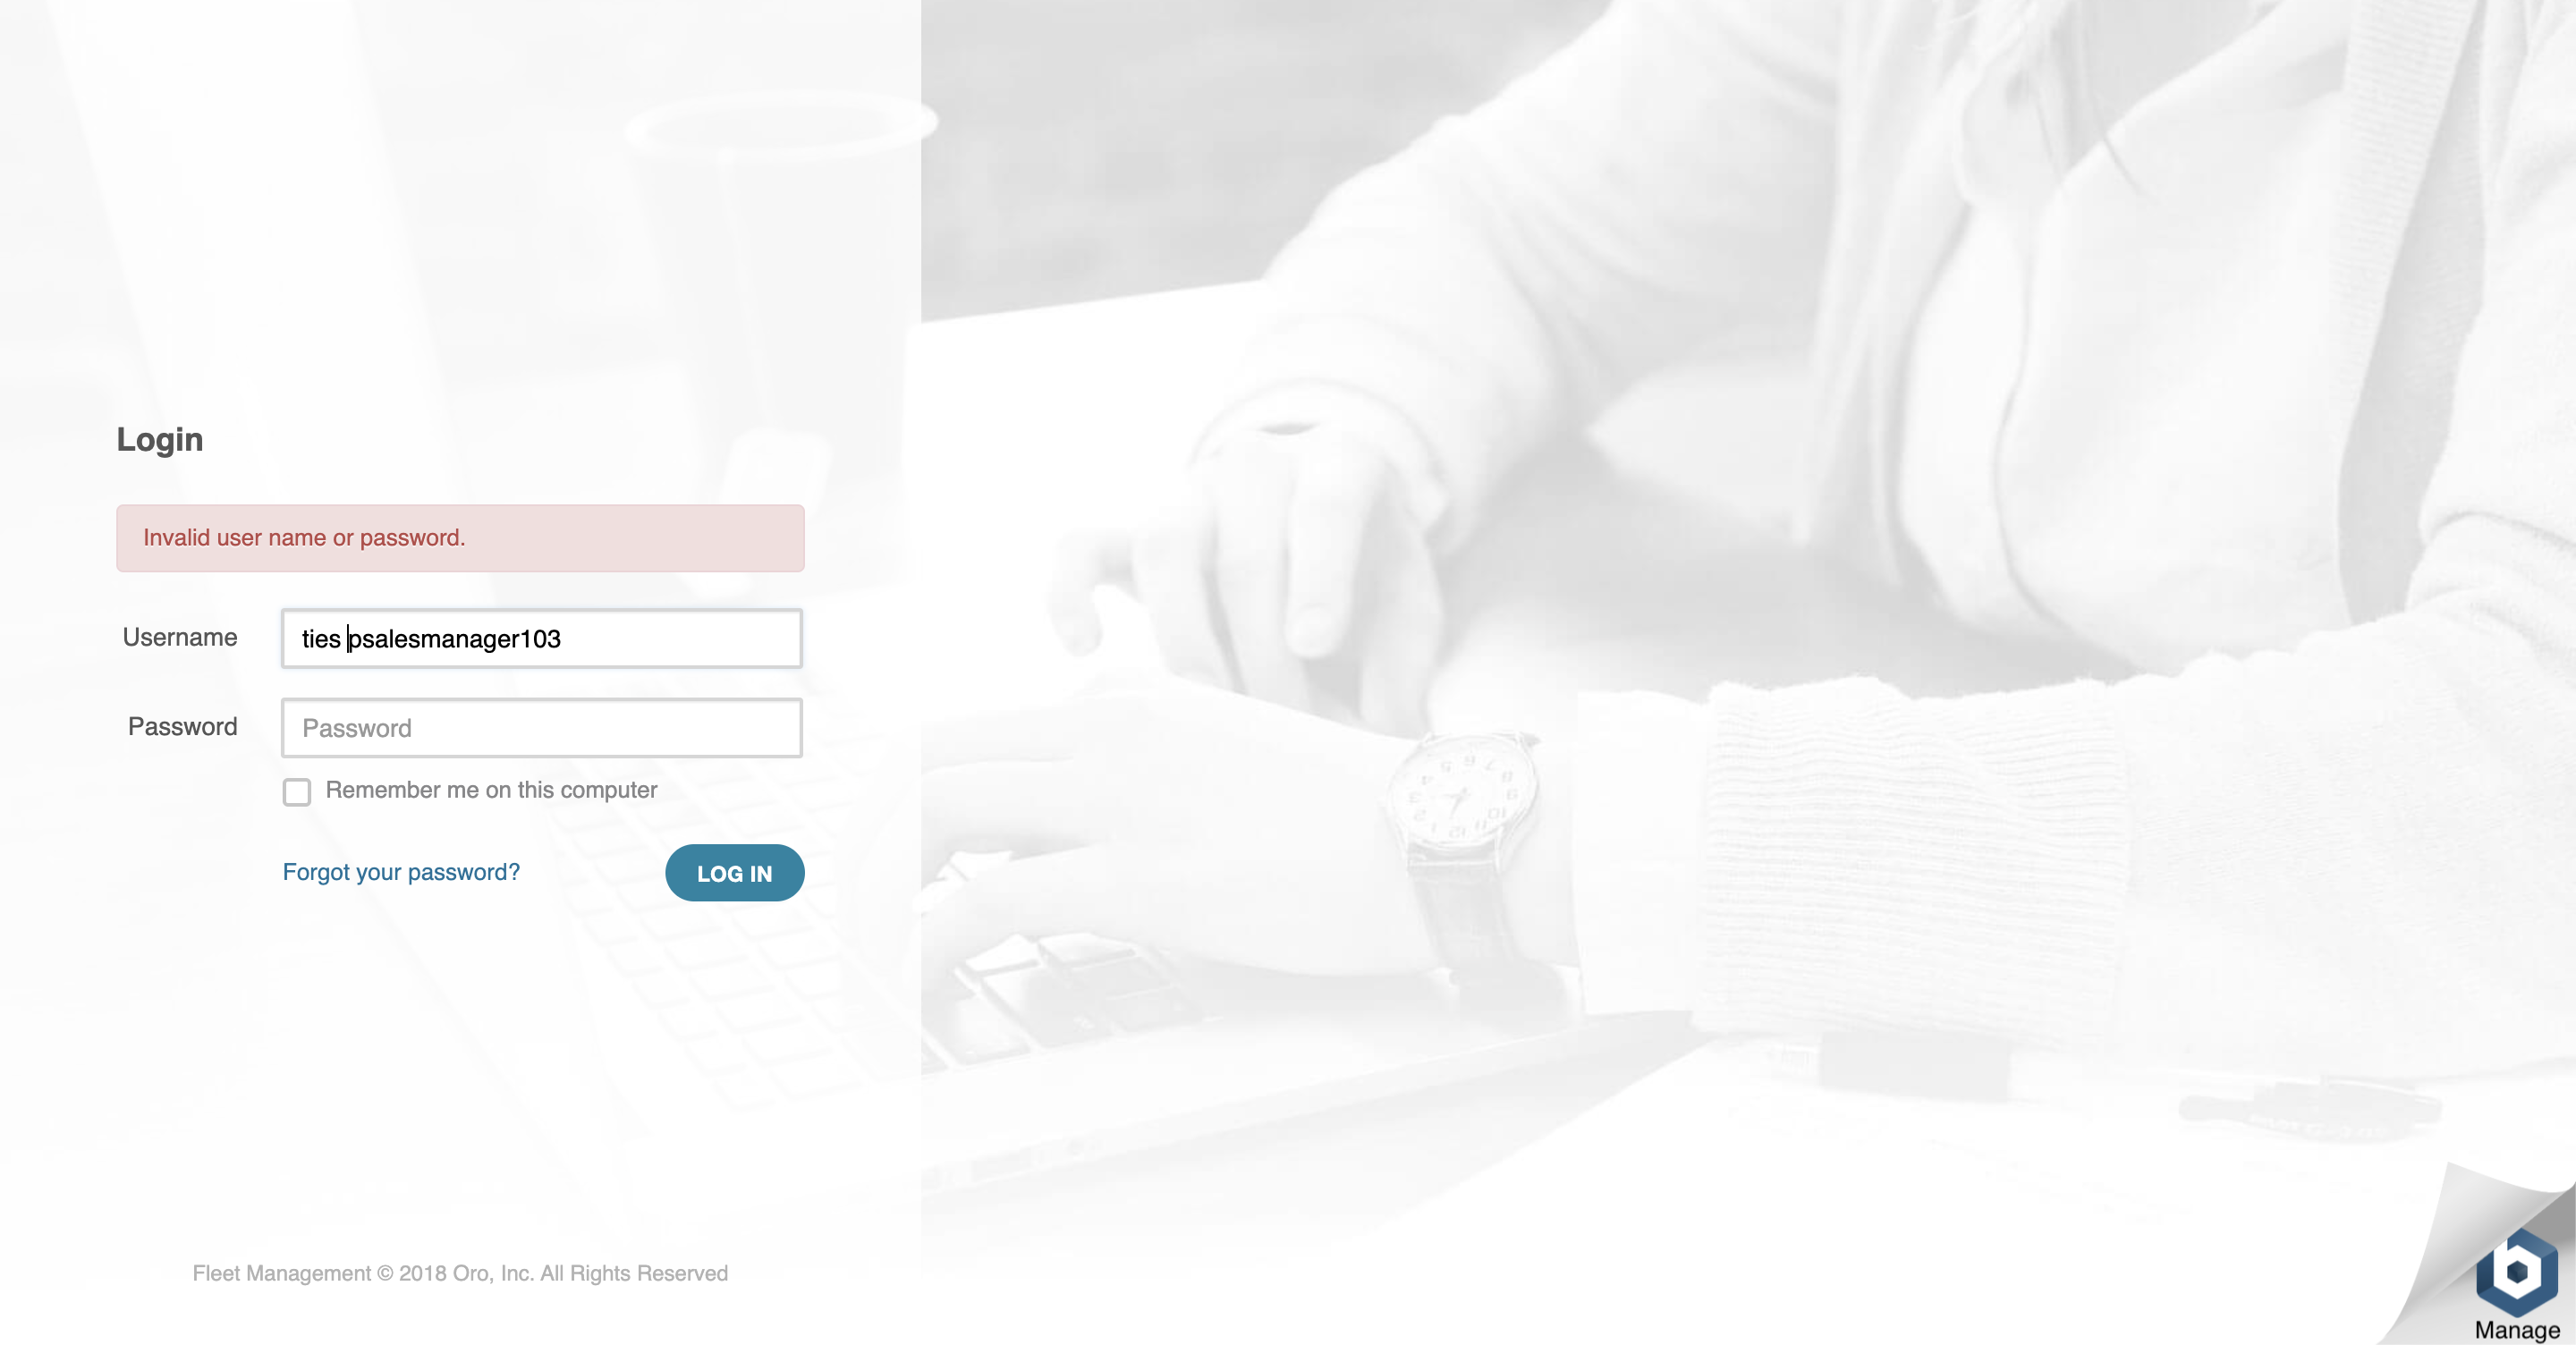 Login
Invalid user name or password.
Username
ties psalesmanager103
Password
Password
Remember me on this computer
Forgot your password?
LOG IN
Fleet Management © 2018 Oro, Inc. All Rights Reserved
Manage